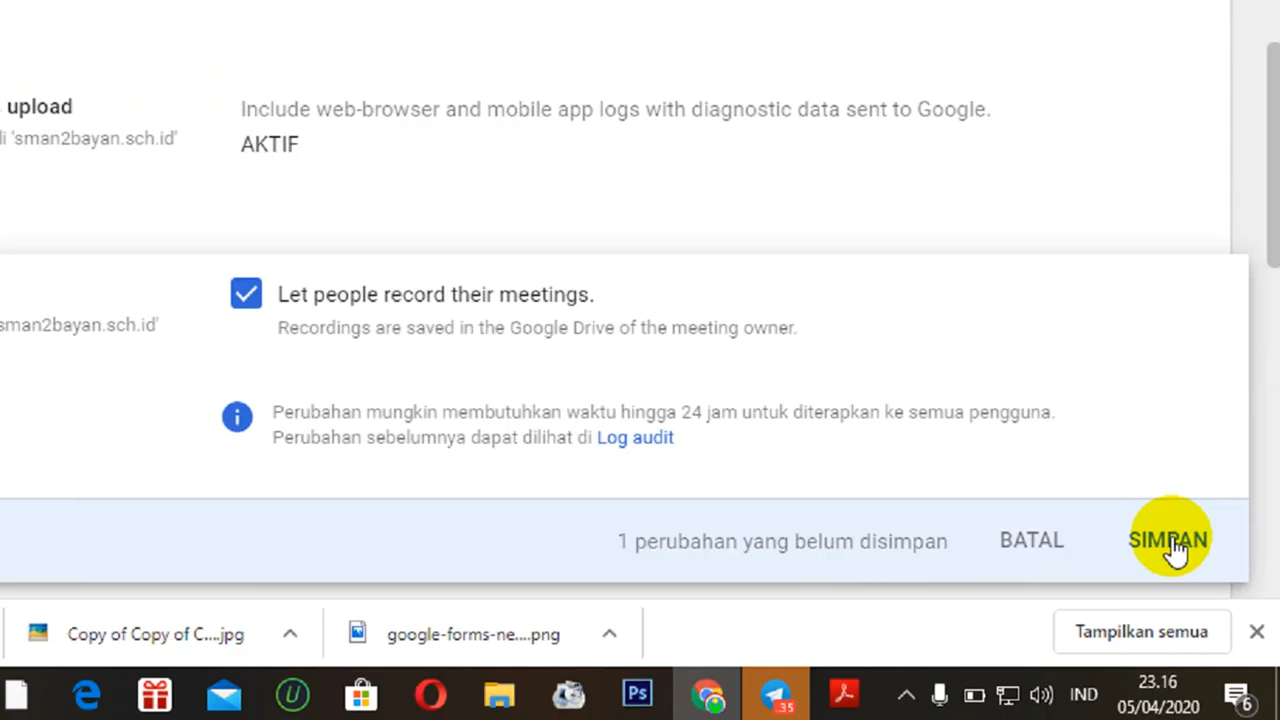 upload
Include web-browser and mobile app logs with diagnostic data sent to Google.
'sman2bayan.sch.id'
AKTIF
Let people record their meetings.
sman2bayan.sch.id'
Recordings are saved in the Google Drive of the meeting owner.
Perubahan mungkin membutuhkan waktu hingga 24 jam untuk diterapkan ke semua pengguna.
Perubahan sebelumnya dapat dilihat di Log audit
1 perubahan yang belum disimpan
BATAL
SIMPAN
Copy of Copy of C....jpg
google-forms-ne....png
Tampilkan semua
Ps
35
IND
23.16
05/04/2020
6